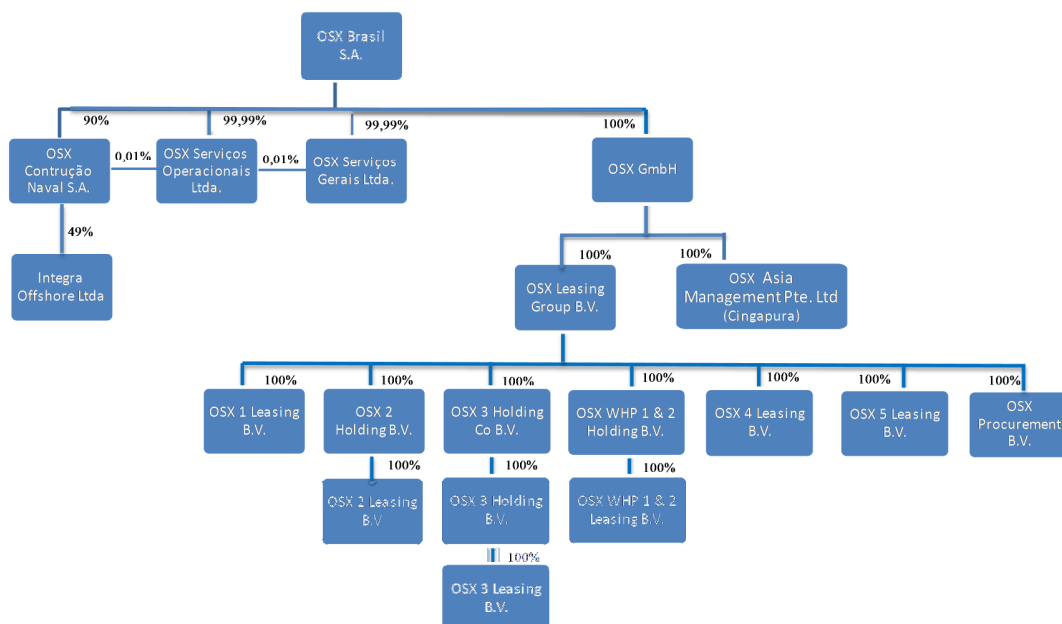 OSX Brasil
S.A.
90%
99,99%
99,99%
100%
OSX
Contrução
Naval S.A.
0,01%
OSX Serviços
Operacionais
Ltda.
0,01%
OSX Serviços
Gerais Ltda.
OSX GmbH
49%
100%
100%
Integra
Offshore Ltda
OSX Leasing
Group B.V.
OSX Asia
Management Pte. Ltd
(Cingapura)
100%
100%
100%
100%
100%
100%
100%
OSX 1 Leasing
B.V.
OSX 2
Holding B.V.
OSX 3 Holding
Co B.V.
OSX WHP 1 & 2
Holding B.V.
OSX 4 Leasing
B.V.
OSX 5 Leasing
B.V.
OSX
Procurement
B.V.
100%
100%
100%
OSX 2 Leasing
B.V
OSX 3 Holding
B.V.
OSX WHP 1 & 2
Leasing B.V.
100%
OSX 3 Leasing
B.V.